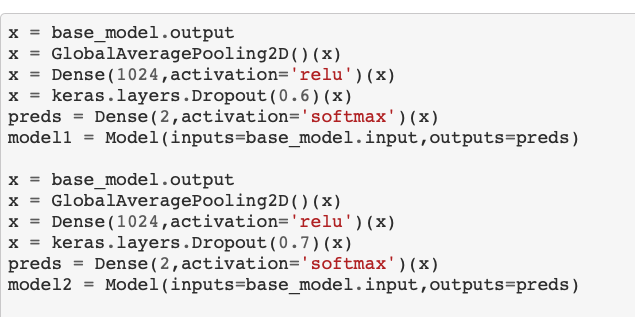 x = base_model.output
x = GlobalAveragePooling2D()(x)
x = Dense(1024,activation='relu')(x)
x = keras.layers.Dropout(0.6)(x)
preds = Dense(2,activation='softmax')(x)
model1 = Model(inputs=base_model.input,outputs=preds)
x = base_model.output
x = GlobalAveragePooling2D()(x)
x = Dense(1024,activation='relu')(x)
x = keras.layers.Dropout(0.7)(x)
preds = Dense(2,activation='softmax')(x)
model2 = Model(inputs=base_model.input,outputs=preds)